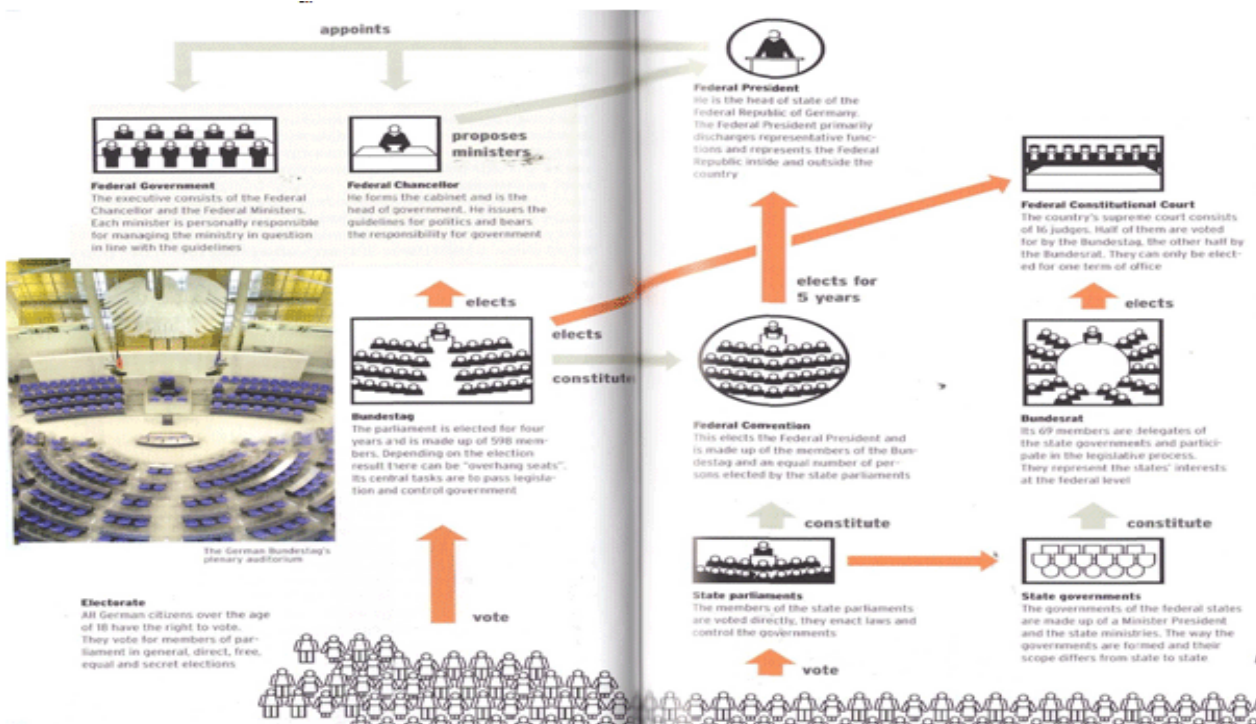 appoints
Federal President
He is the head of state of the
Federal Republic of Germany.
The Federal President primarily
discharges representative func-
tions and represents the Federal
Republic inside and outside the
country
proposes
ministers
Federal Government
The executive consists of the Federal
Chancellor and the Federal Ministers.
Each minister is personally responsible
for managing the ministry in question
in line with the guidelines
Federal Chancellor
He forms the cabinet and is the
head of government. He issues the
guidelines for politics and bears
the responsibility for government
Federal Constitutional Court
The country's supreme court consists
of 16 judges. Half of them are voted
for by the Bundestag, the other half by
the Bundesrat. They can only be elect-
ed for one term of office
elects
elects
constitute
elects for
5 years
elects
Bundestag
The parliament is elected for four
years and is made up of 598 mem-
bers. Depending on the election
result there can be "overhang seats".
Its central tasks are to pass legisla-
tion and control government
Federal Convention
This elects the Federal President and
is made up of the members of the Bun-
destag and an equal number of per-
sons elected by the state parliaments
Bundesrat
Its 69 members are delegates of
the state governments and partici-
pate in the legislative process.
They represent the states' interests
at the federal level
constitute
constitute
The German Bundestag's
plenary auditorium
Electorate
All German citizens over the age
of 18 have the right to vote.
They vote for members of par-
liament in general, direct, free,
equal and secret elections
vote
State parliaments
The members of the state parliaments
are voted directly, they enact laws and
control the governments
vote
State governments
The governments of the federal states
are made up of a Minister President
and the state ministries. The way the
governments are formed and their
scope differs from state to state